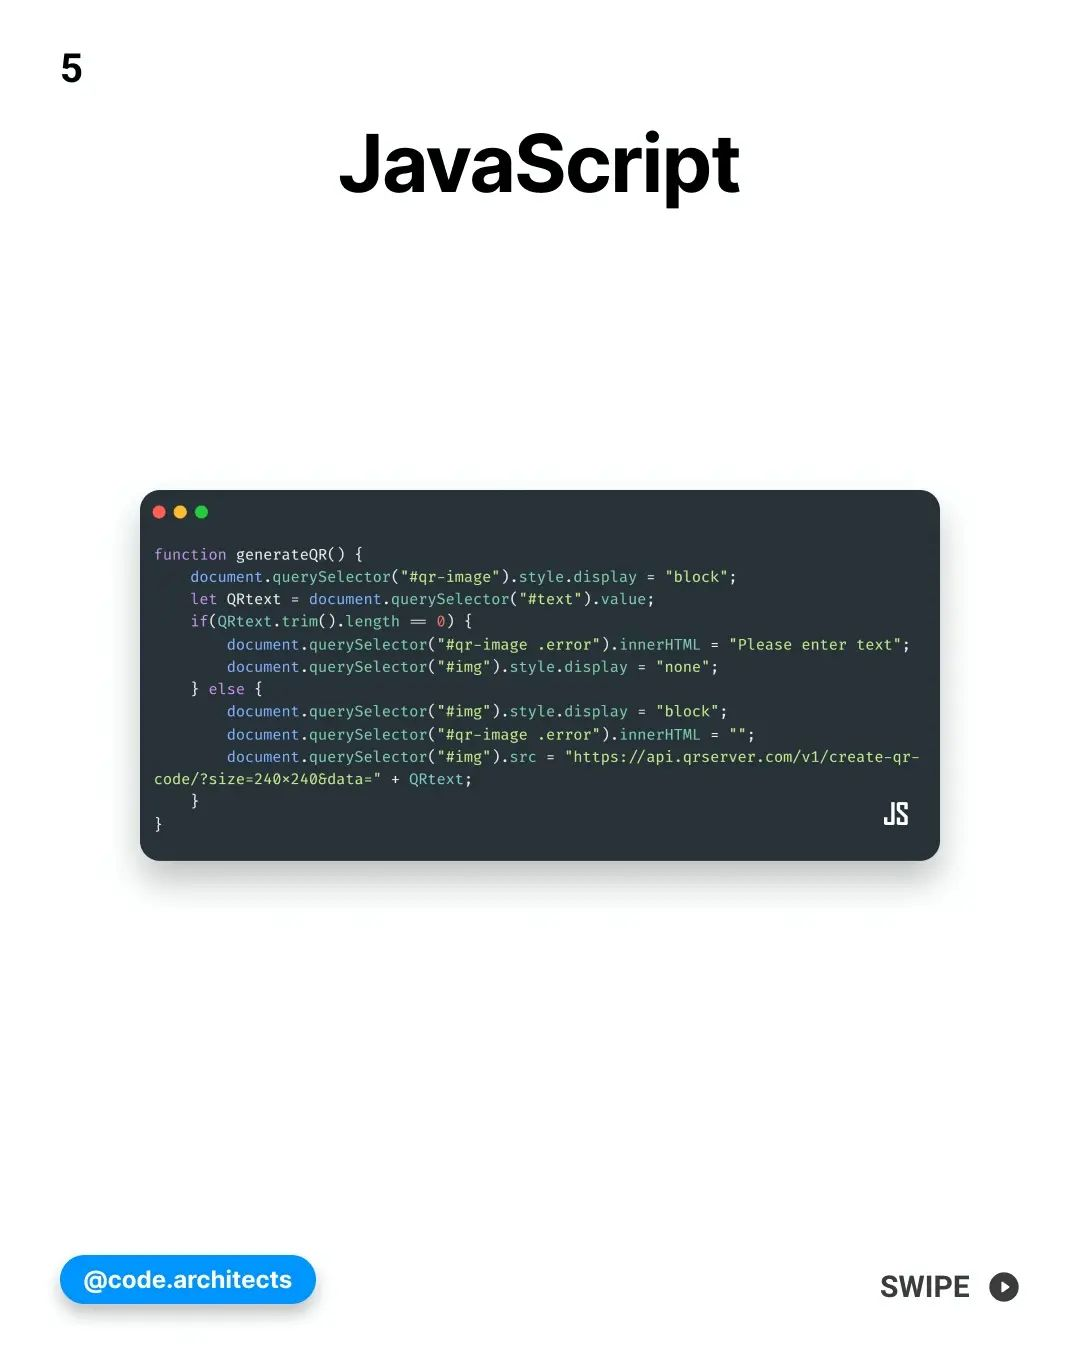 5
JavaScript
function generateQR() {
    document.querySelector("#qr-image").style.display = "block";
    let QRtext = document.querySelector("#text").value;
    if(QRtext.trim().length == 0) {
        document.querySelector("#qr-image .error").innerHTML = "Please enter text";
        document.querySelector("#img").style.display = "none";
    } else {
        document.querySelector("#img").style.display = "block";
        document.querySelector("#qr-image .error").innerHTML = "";
        document.querySelector("#img").src = "https://api.qrserver.com/v1/create-qr-
code/?size=240x240&data=" + QRtext;
    }
}
JS
@code.architects
SWIPE